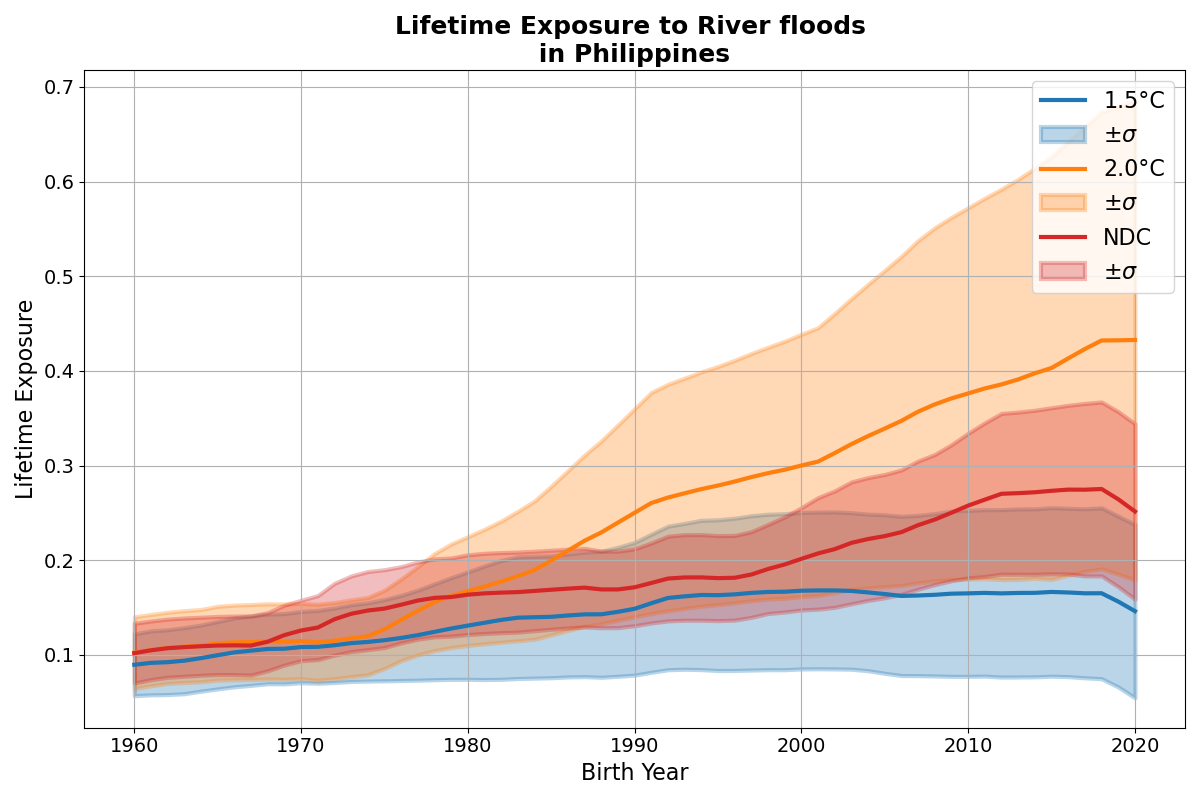 Lifetime Exposure to River floods
in Philippines
0.7
0.6
0.5
0.4
0.3
0.2
0.1
Lifetime Exposure
1960
1970
1980
1990
2000
2010
2020
Birth Year
1.5°C
±σ
2.0°C
±σ
NDC
±σ